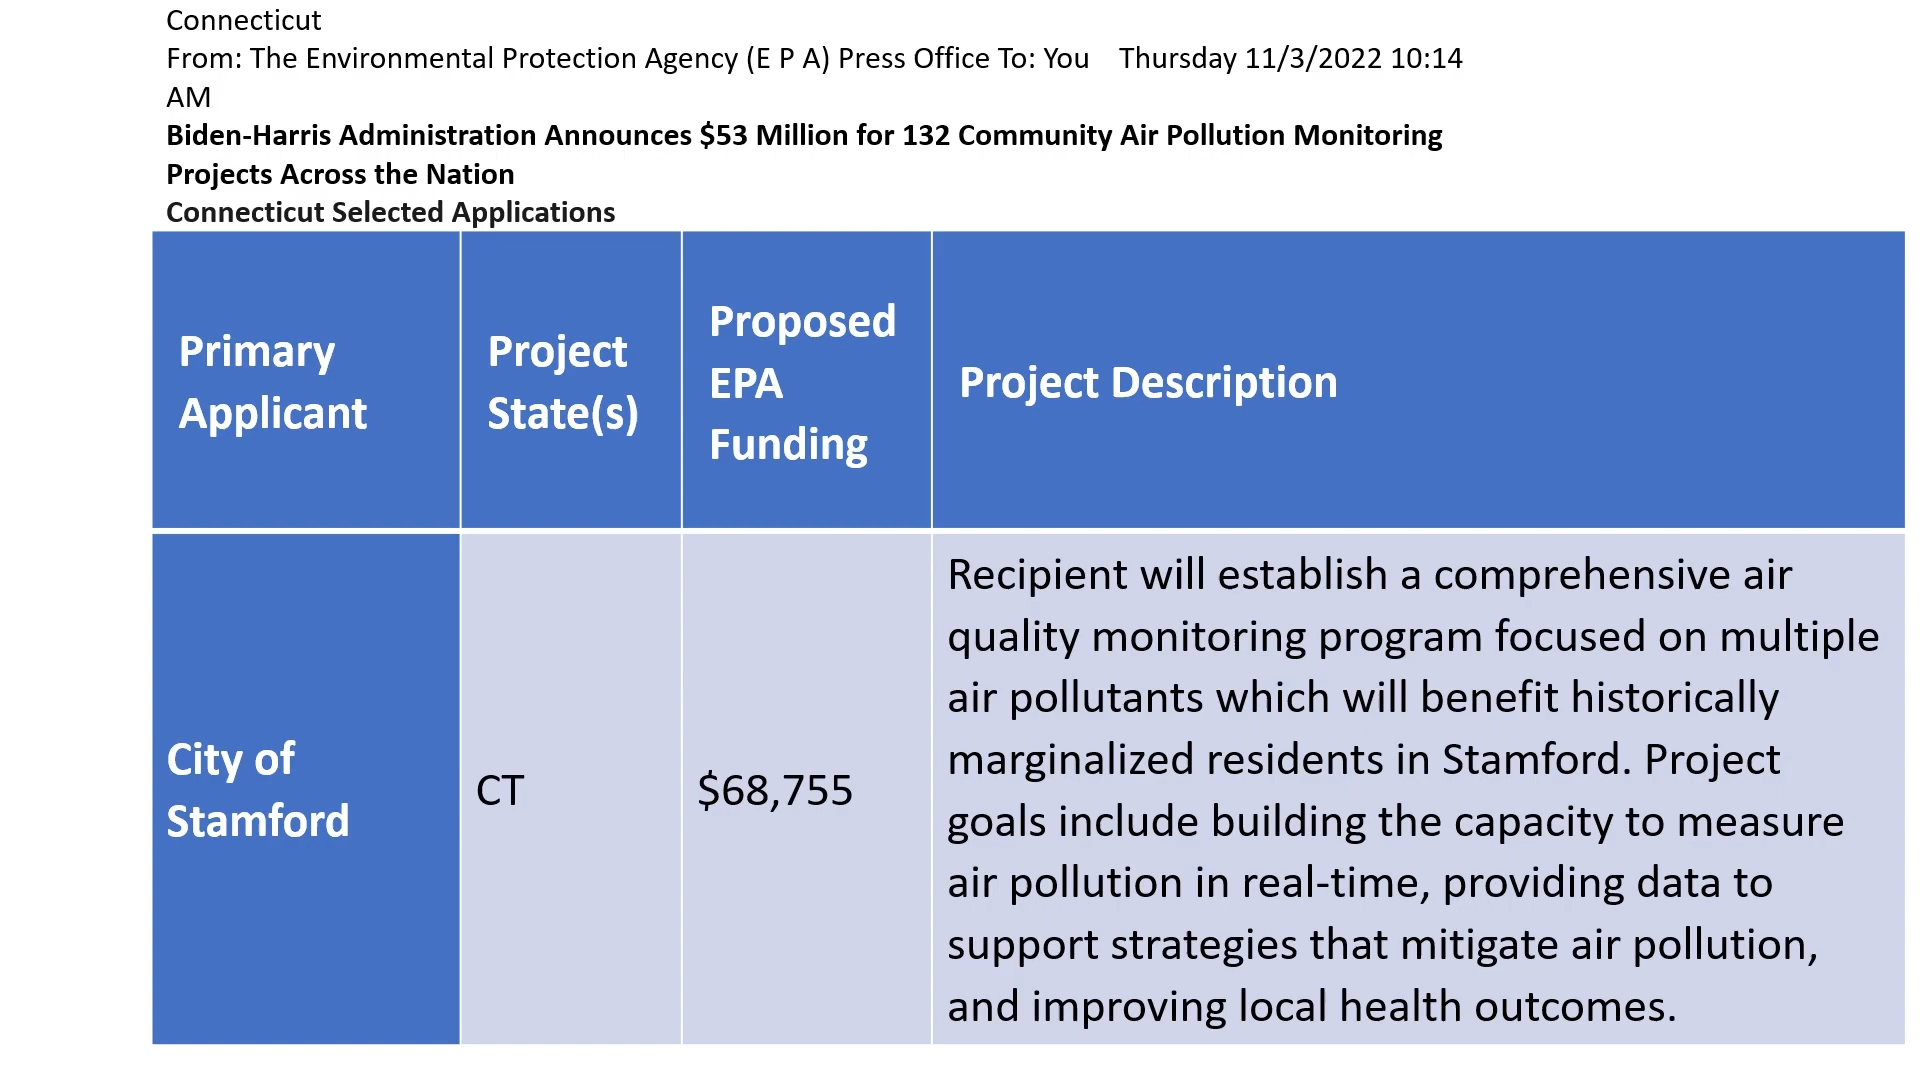 Connecticut
From: The Environmental Protection Agency (E P A) Press Office To: You    Thursday 11/3/2022 10:14
AM
Biden-Harris Administration Announces $53 Million for 132 Community Air Pollution Monitoring
Projects Across the Nation
Connecticut Selected Applications
Primary
Applicant
Project
State(s)
Proposed
EPA
Funding
Project Description
City of
Stamford
CT
$68,755
Recipient will establish a comprehensive air
quality monitoring program focused on multiple
air pollutants which will benefit historically
marginalized residents in Stamford. Project
goals include building the capacity to measure
air pollution in real-time, providing data to
support strategies that mitigate air pollution,
and improving local health outcomes.